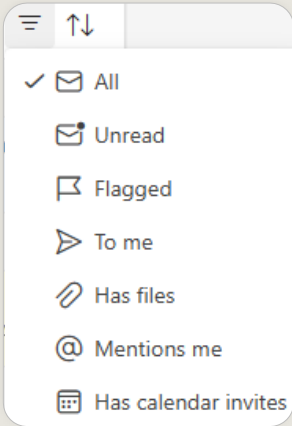 All
Unread
Flagged
To me
Has files
Mentions me
Has calendar invites